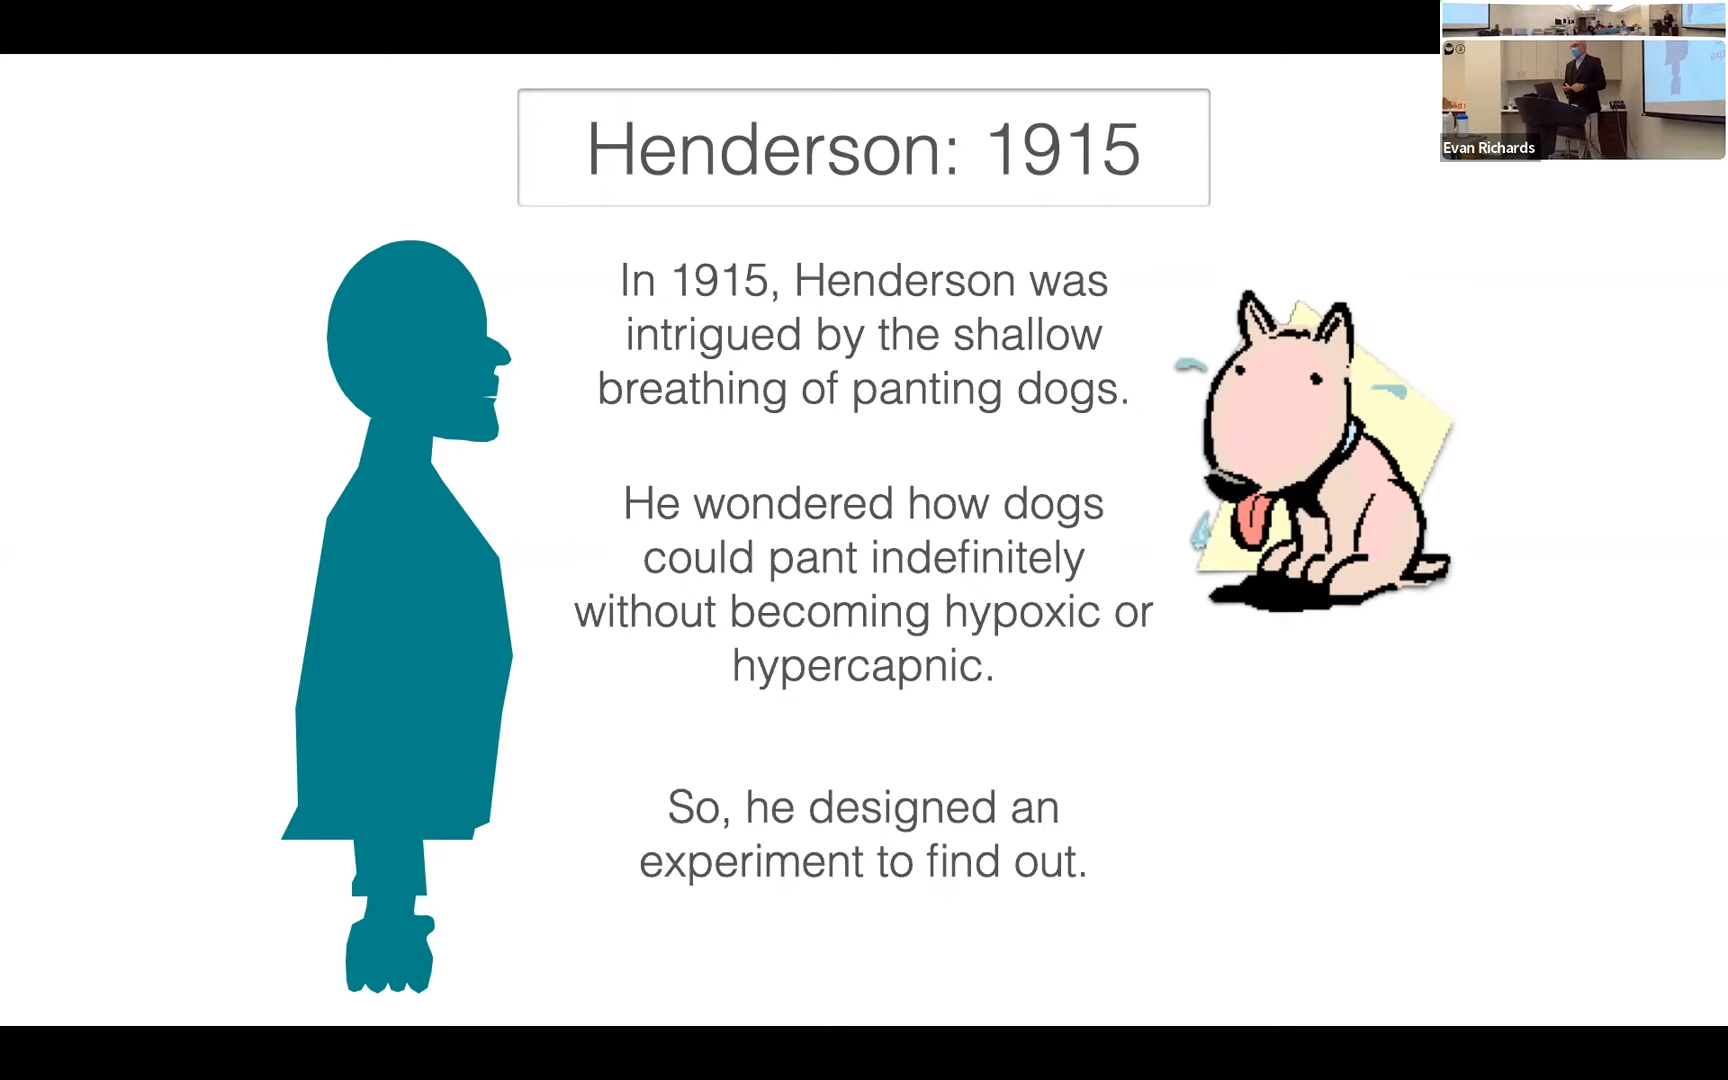 Henderson: 1915
In 1915, Henderson was
intrigued by the shallow
breathing of panting dogs.
He wondered how dogs
could pant indefinitely
without becoming hypoxic or
hypercapnic.
So, he designed an
experiment to find out.
Evan Richards